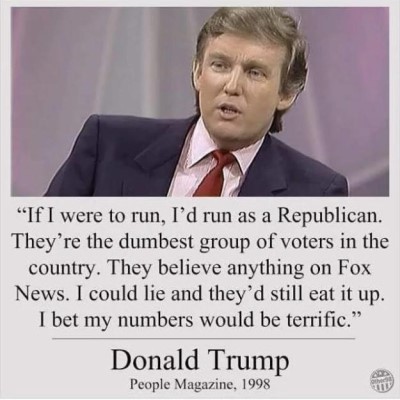 “If I were to run, I’d run as a Republican.
They’re the dumbest group of voters in the
country. They believe anything on Fox
News. I could lie and they’d still eat it up.
I bet my numbers would be terrific.”
Donald Trump
People Magazine, 1998